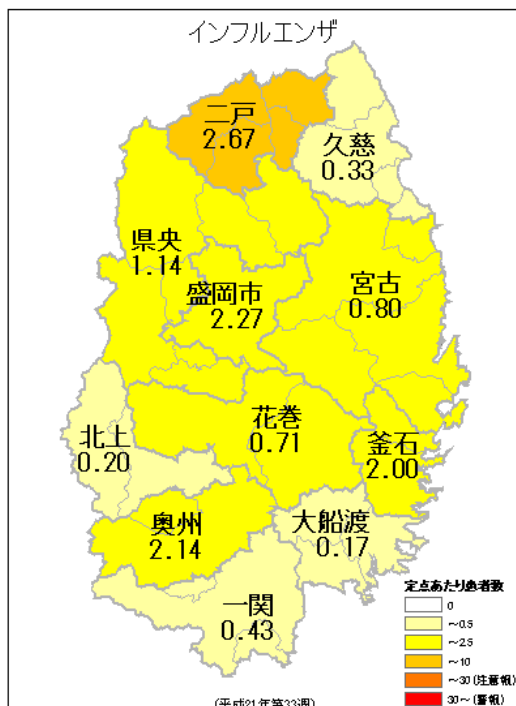 インフルエンザ
二戸
2.67
久慈
0.33
県央
1.14
盛岡市
2.27
宮古
0.80
花巻
0.71
北上
0.20
釜石
2.00
奥州
2.14
大船渡
0.17
一関
0.43
定点あたり患者数
0
～0.5
～2.5
～10
～30(注意報)
30～(警報)
(平成21年第33週)